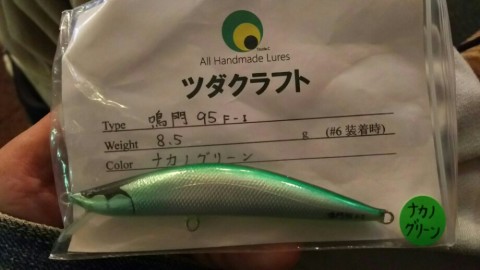 All Handmade Lures
ツダクラフト
Type 鳴門 95 F-S
Weight 8.5 g (#6 装着時)
Color ナカノグリーン
ナカノ
グリーン